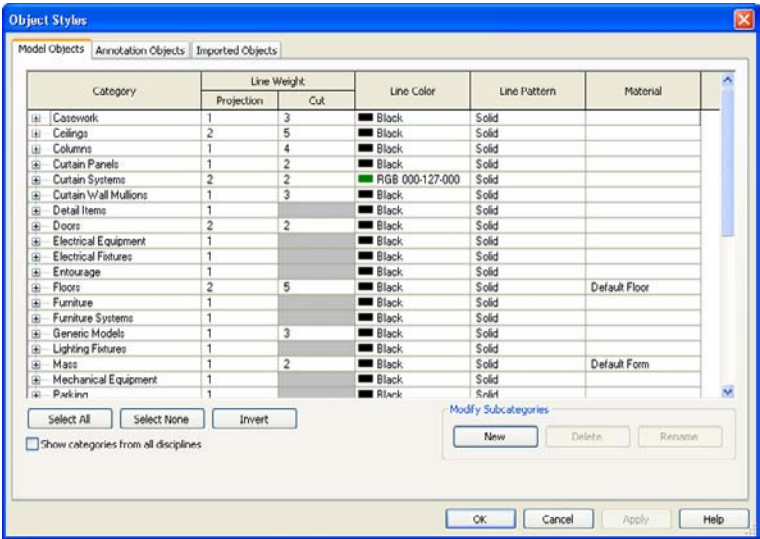 Object Styles
Model Objects Annotation Objects Imported Objects
Category Line Weight Line Color Line Pattern Material
Projection Cut
Casework 1 3 Black Solid
Ceilings 2 5 Black Solid
Columns 1 4 Black Solid
Curtain Panels 1 2 Black Solid
Curtain Systems 2 2 RGB 000-127-000 Solid
Curtain Wall Mullions 1 3 Black Solid
Detail Items 1 Black Solid
Doors 2 2 Black Solid
Electrical Equipment 1 Black Solid
Electrical Fixtures 1 Black Solid
Entourage 1 Black Solid
Floors 2 5 Black Solid Default Floor
Furniture 1 Black Solid
Furniture Systems 1 Black Solid
Generic Models 1 3 Black Solid
Lighting Fixtures 1 Black Solid
Mass 1 2 Black Solid Default Form
Mechanical Equipment 1 Black Solid
Parking 1 Black Solid
Select All Select None Invert
Show categories from all disciplines
Modify Subcategories
New Delete Rename
OK Cancel Apply Help